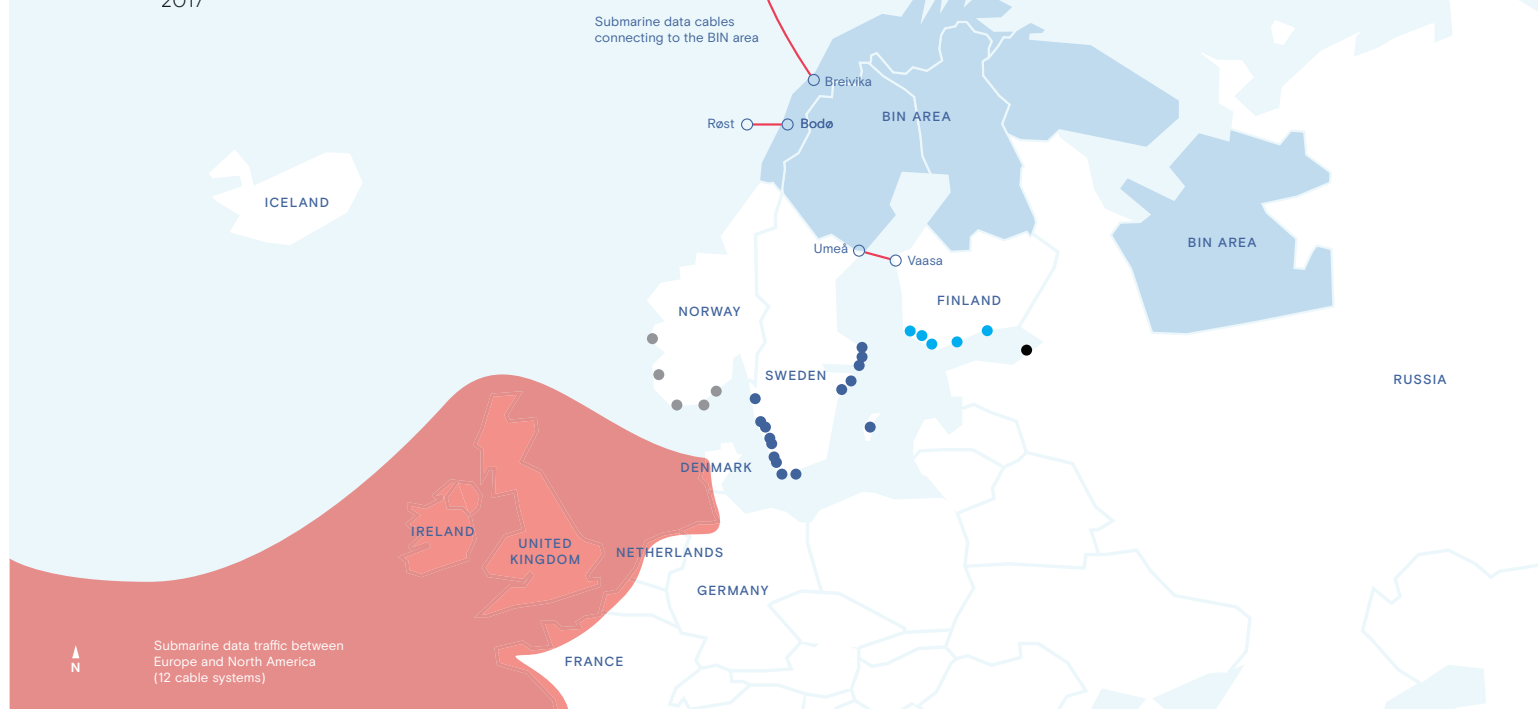 2017
Submarine data cables
connecting to the BIN area
Breivika
Røst
Bodø
BIN AREA
ICELAND
BIN AREA
Umeå
Vaasa
FINLAND
NORWAY
SWEDEN
RUSSIA
DENMARK
IRELAND
UNITED
KINGDOM
NETHERLANDS
GERMANY
FRANCE
N
Submarine data traffic between
Europe and North America
(12 cable systems)